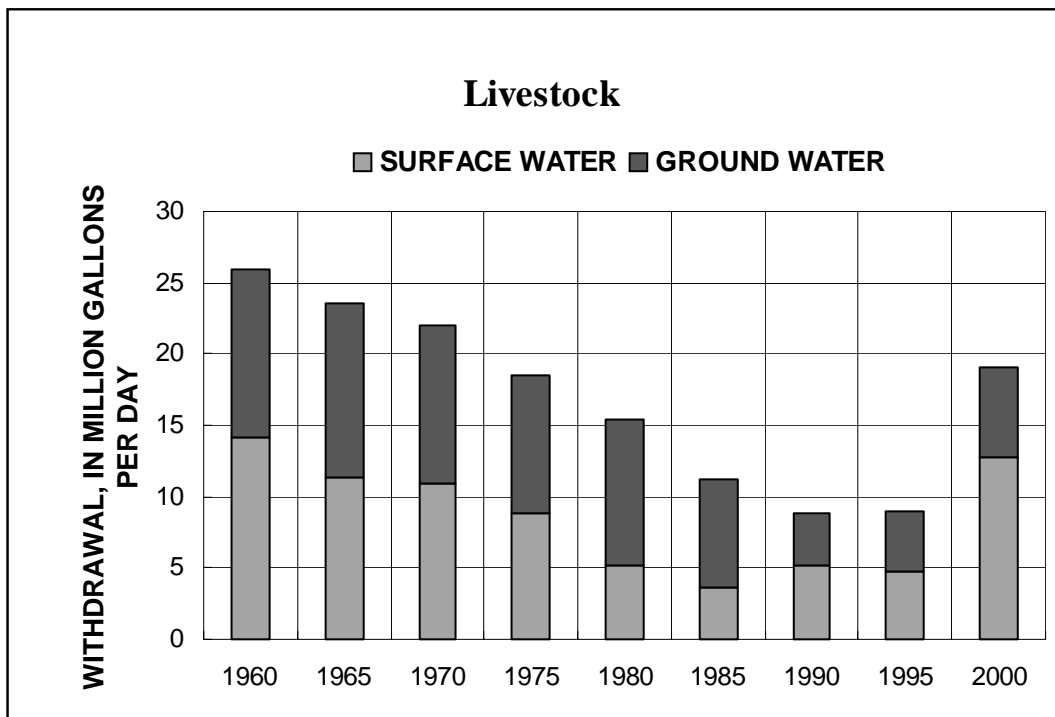 Livestock
SURFACE WATER GROUND WATER
WITHDRAWAL, IN MILLION GALLONS
PER DAY
30
25
20
15
10
5
0
1960 1965 1970 1975 1980 1985 1990 1995 2000